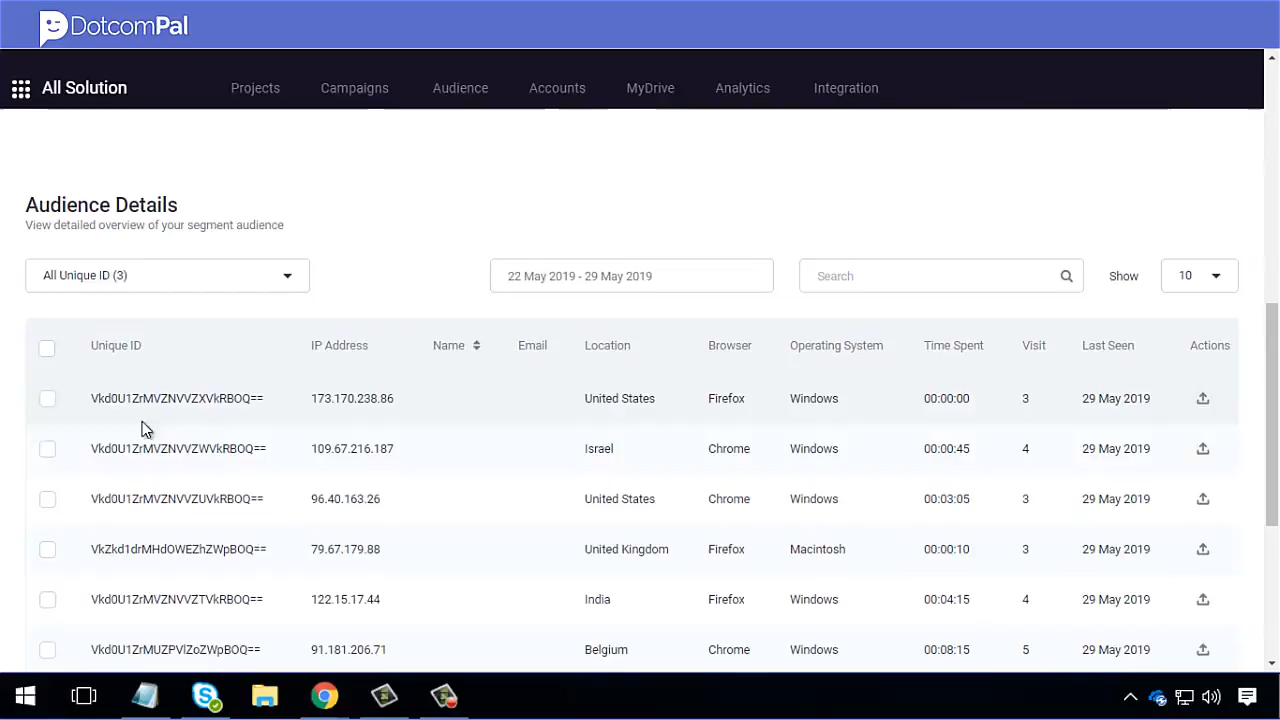 DotcomPal
All Solution Projects Campaigns Audience Accounts MyDrive Analytics Integration
Audience Details
View detailed overview of your segment audience
All Unique ID (3) 22 May 2019 - 29 May 2019 Search Show 10
Unique ID IP Address Name Email Location Browser Operating System Time Spent Visit Last Seen Actions
Vkd0U1ZrMVZNVVZXVkRBOQ== 173.170.238.86 United States Firefox Windows 00:00:00 3 29 May 2019
Vkd0U1ZrMVZNVVZWVkRBOQ== 109.67.216.187 Israel Chrome Windows 00:00:45 4 29 May 2019
Vkd0U1ZrMVZNVVZUVkRBOQ== 96.40.163.26 United States Chrome Windows 00:03:05 3 29 May 2019
VkZkd1drMHdOWEZhZWpBOQ== 79.67.179.88 United Kingdom Firefox Macintosh 00:00:10 3 29 May 2019
Vkd0U1ZrMVZNVVZTVkRBOQ== 122.15.17.44 India Firefox Windows 00:04:15 4 29 May 2019
Vkd0U1ZrMUZPVlZoZWpBOQ== 91.181.206.71 Belgium Chrome Windows 00:08:15 5 29 May 2019